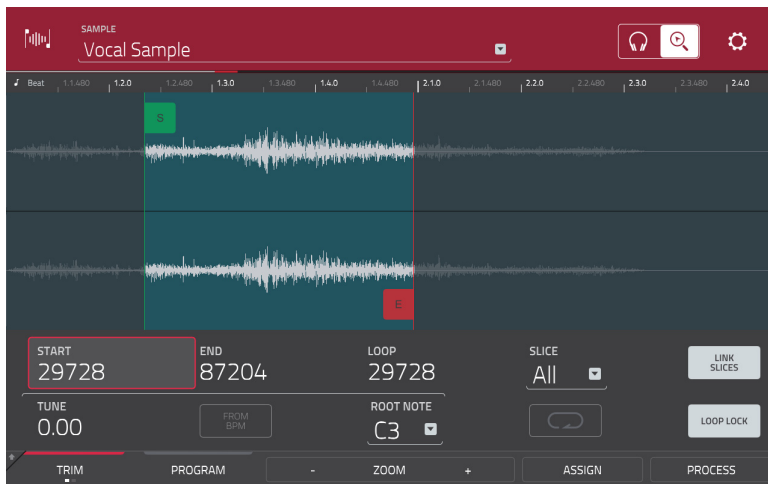 SAMPLE
Vocal Sample
Beat 1.1.480 1.2.0 1.2.480 1.3.0 1.3.480 1.4.0 1.4.480 2.1.0 2.1.480 2.2.0 2.2.480 2.3.0 2.3.480 2.4.0
S
E
START END LOOP SLICE
29728 87204 29728 All
LINK
SLICES
TUNE ROOT NOTE
0.00 C3
FROM
BPM
LOOP LOCK
TRIM PROGRAM - ZOOM + ASSIGN PROCESS